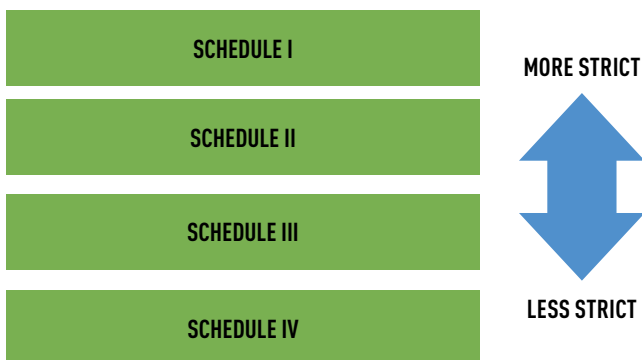 SCHEDULE I
MORE STRICT
SCHEDULE II
SCHEDULE III
LESS STRICT
SCHEDULE IV